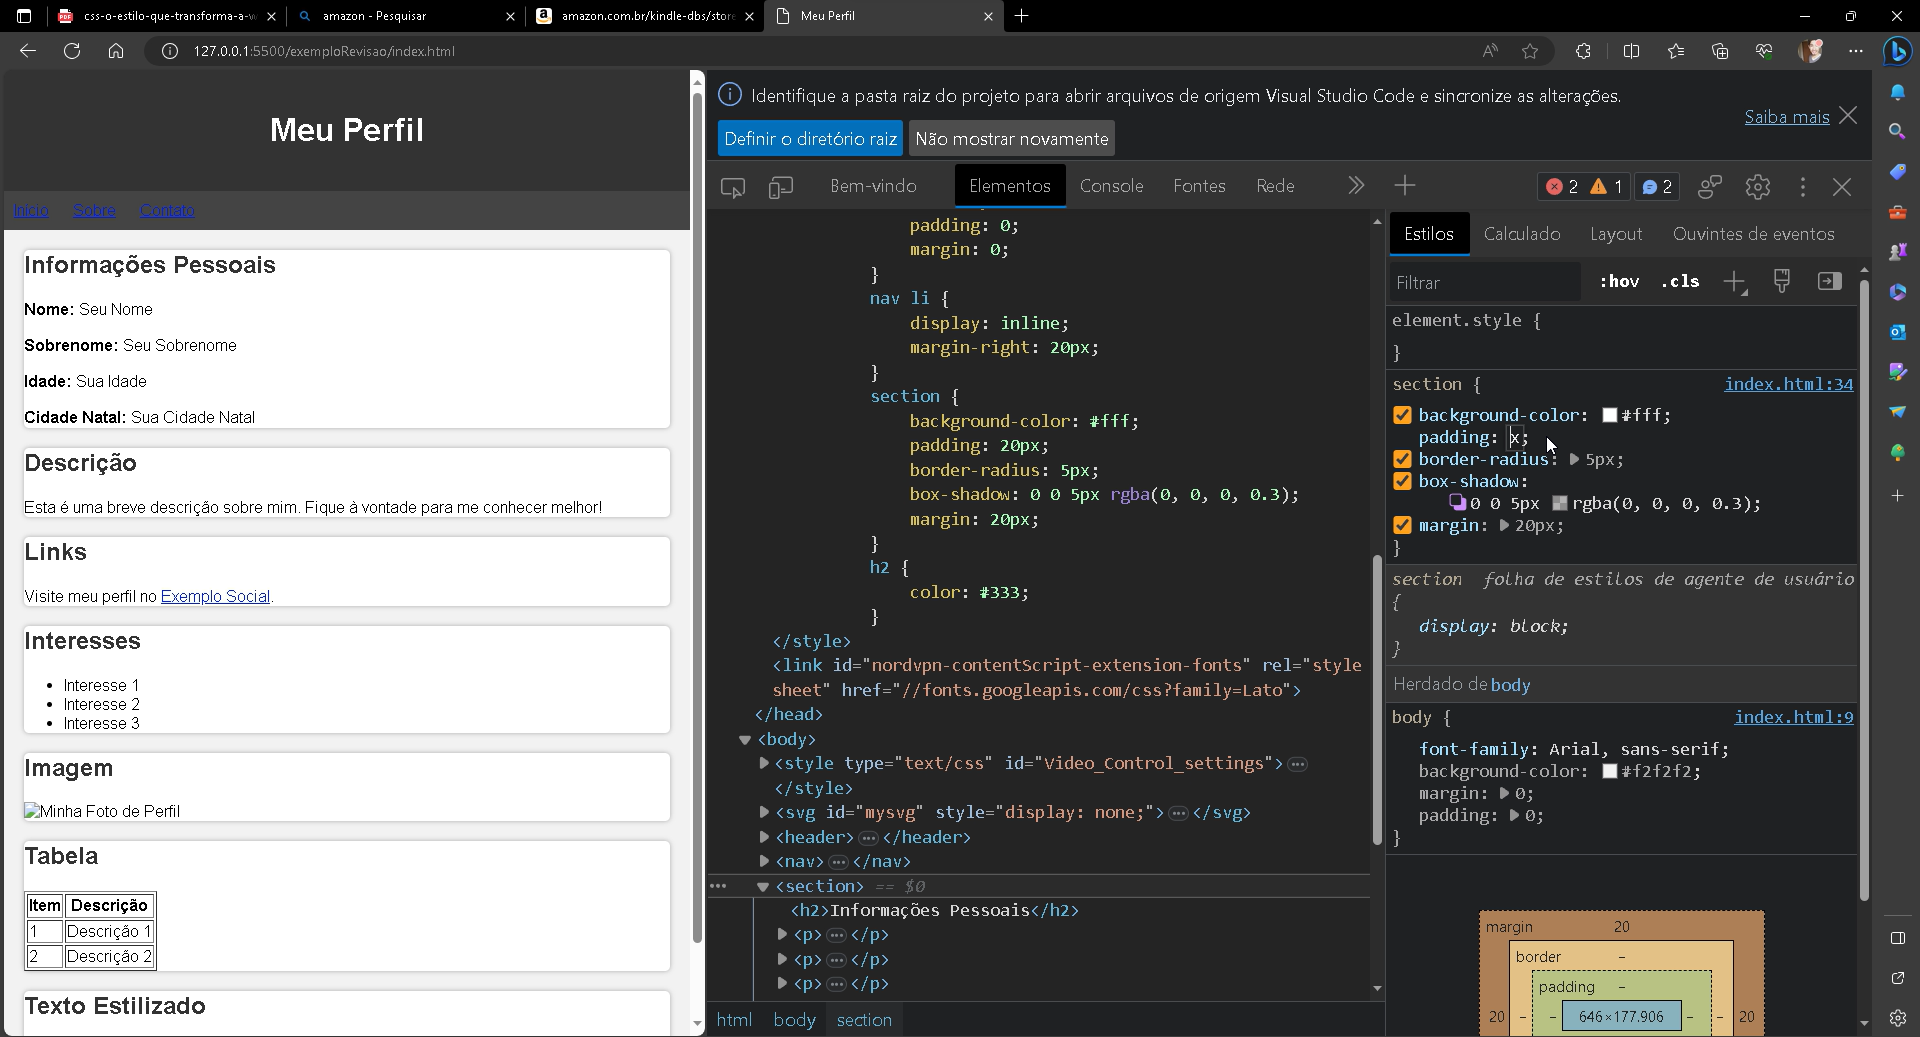 css-o-estilo-que-transforma-a-w
amazon - Pesquisar
amazon.com.br/kindle-dbs/store
Meu Perfil
127.0.0.1:5500/exemploRevisao/index.html
Meu Perfil
Início Sobre Contato
Informações Pessoais
Nome: Seu Nome
Sobrenome: Seu Sobrenome
Idade: Sua Idade
Cidade Natal: Sua Cidade Natal
Descrição
Esta é uma breve descrição sobre mim. Fique à vontade para me conhecer melhor!
Links
Visite meu perfil no Exemplo Social.
Interesses
• Interesse 1
• Interesse 2
• Interesse 3
Imagem
Minha Foto de Perfil
Tabela
Item Descrição
1 Descrição 1
2 Descrição 2
Texto Estilizado
Identifique a pasta raiz do projeto para abrir arquivos de origem Visual Studio Code e sincronize as alterações.
Definir o diretório raiz Não mostrar novamente
Saiba mais
Bem-vindo Elementos Console Fontes Rede
2 1 2
padding: 0;
margin: 0;
}
nav li {
display: inline;
margin-right: 20px;
}
section {
background-color: #fff;
padding: 20px;
border-radius: 5px;
box-shadow: 0 0 5px rgba(0, 0, 0, 0.3);
margin: 20px;
}
h2 {
color: #333;
}
</style>
<link id="nordvpn-contentScript-extension-fonts" rel="style
sheet" href="//fonts.googleapis.com/css?family=Lato">
</head>
<body>
<style type="text/css" id="Video_Control_settings"> …
</style>
<svg id="mysvg" style="display: none;"> … </svg>
<header> … </header>
<nav> … </nav>
… <section> == $0
<h2>Informações Pessoais</h2>
<p> … </p>
<p> … </p>
<p> … </p>
html body section
Estilos Calculado Layout Ouvintes de eventos
Filtrar :hov .cls
element.style {
}
section { index.html:34
background-color: #fff;
padding: x;
border-radius: 5px;
box-shadow:
0 0 5px rgba(0, 0, 0, 0.3);
margin: 20px;
}
section folha de estilos de agente de usuário
{
display: block;
}
Herdado de body
body { index.html:9
font-family: Arial, sans-serif;
background-color: #f2f2f2;
margin: 0;
padding: 0;
}
margin 20
border –
padding –
20 – – 646×177.906 – – 20